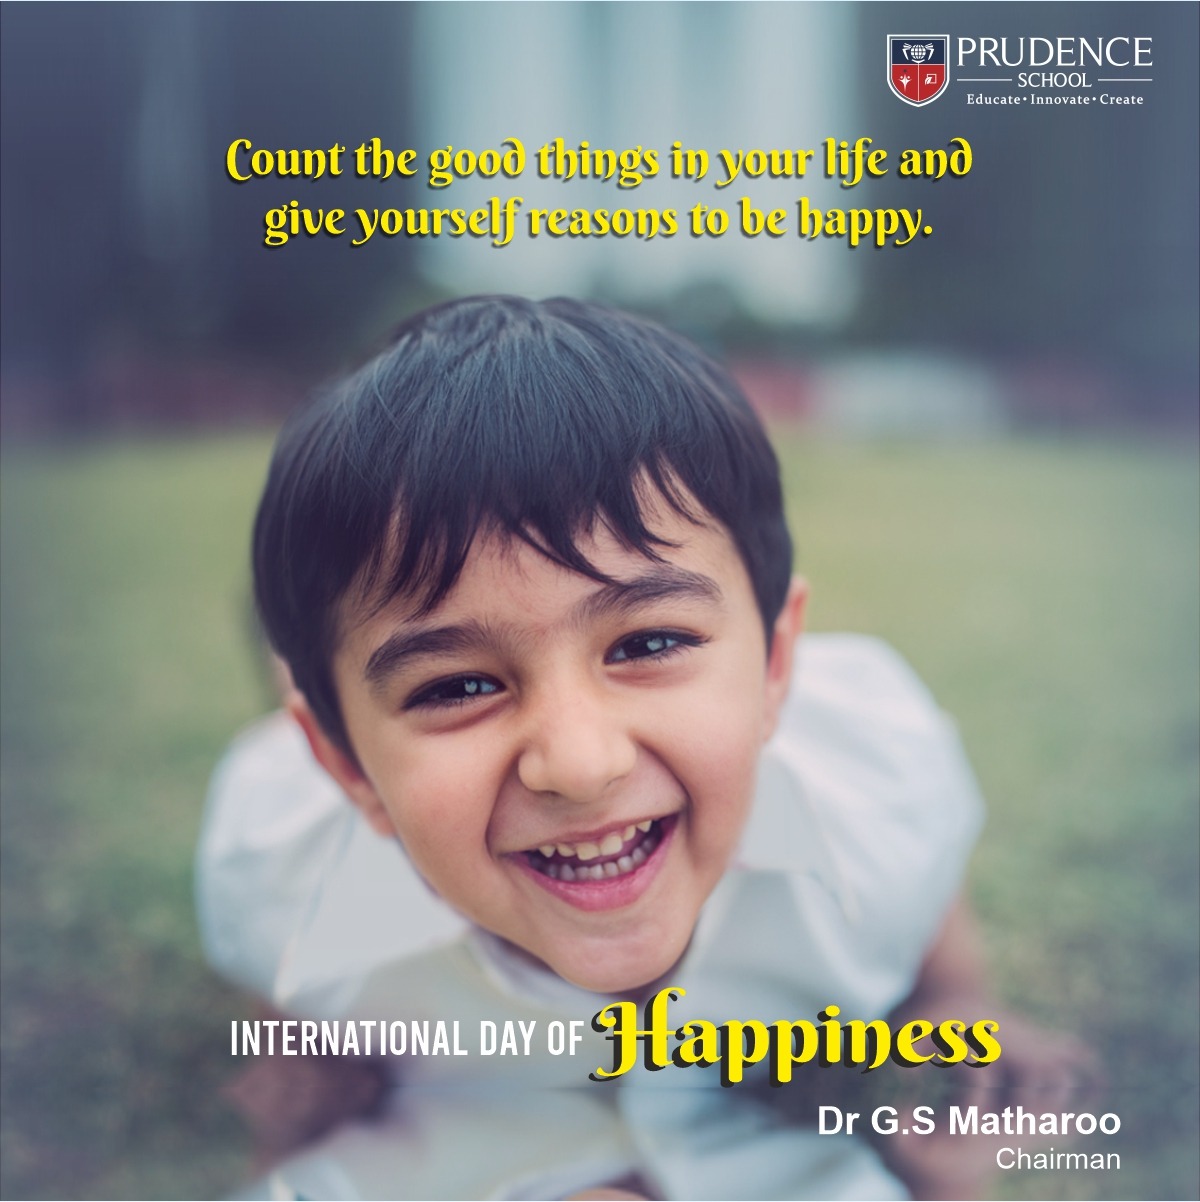 PRUDENCE
SCHOOL
Educate • Innovate • Create
Count the good things in your life and
give yourself reasons to be happy.
INTERNATIONAL DAY OF Happiness
Dr G.S Matharoo
Chairman